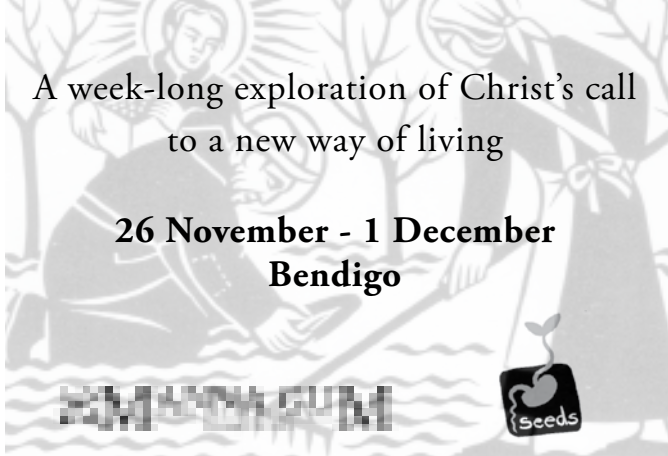 A week-long exploration of Christ’s call
to a new way of living
26 November - 1 December
Bendigo
seeds